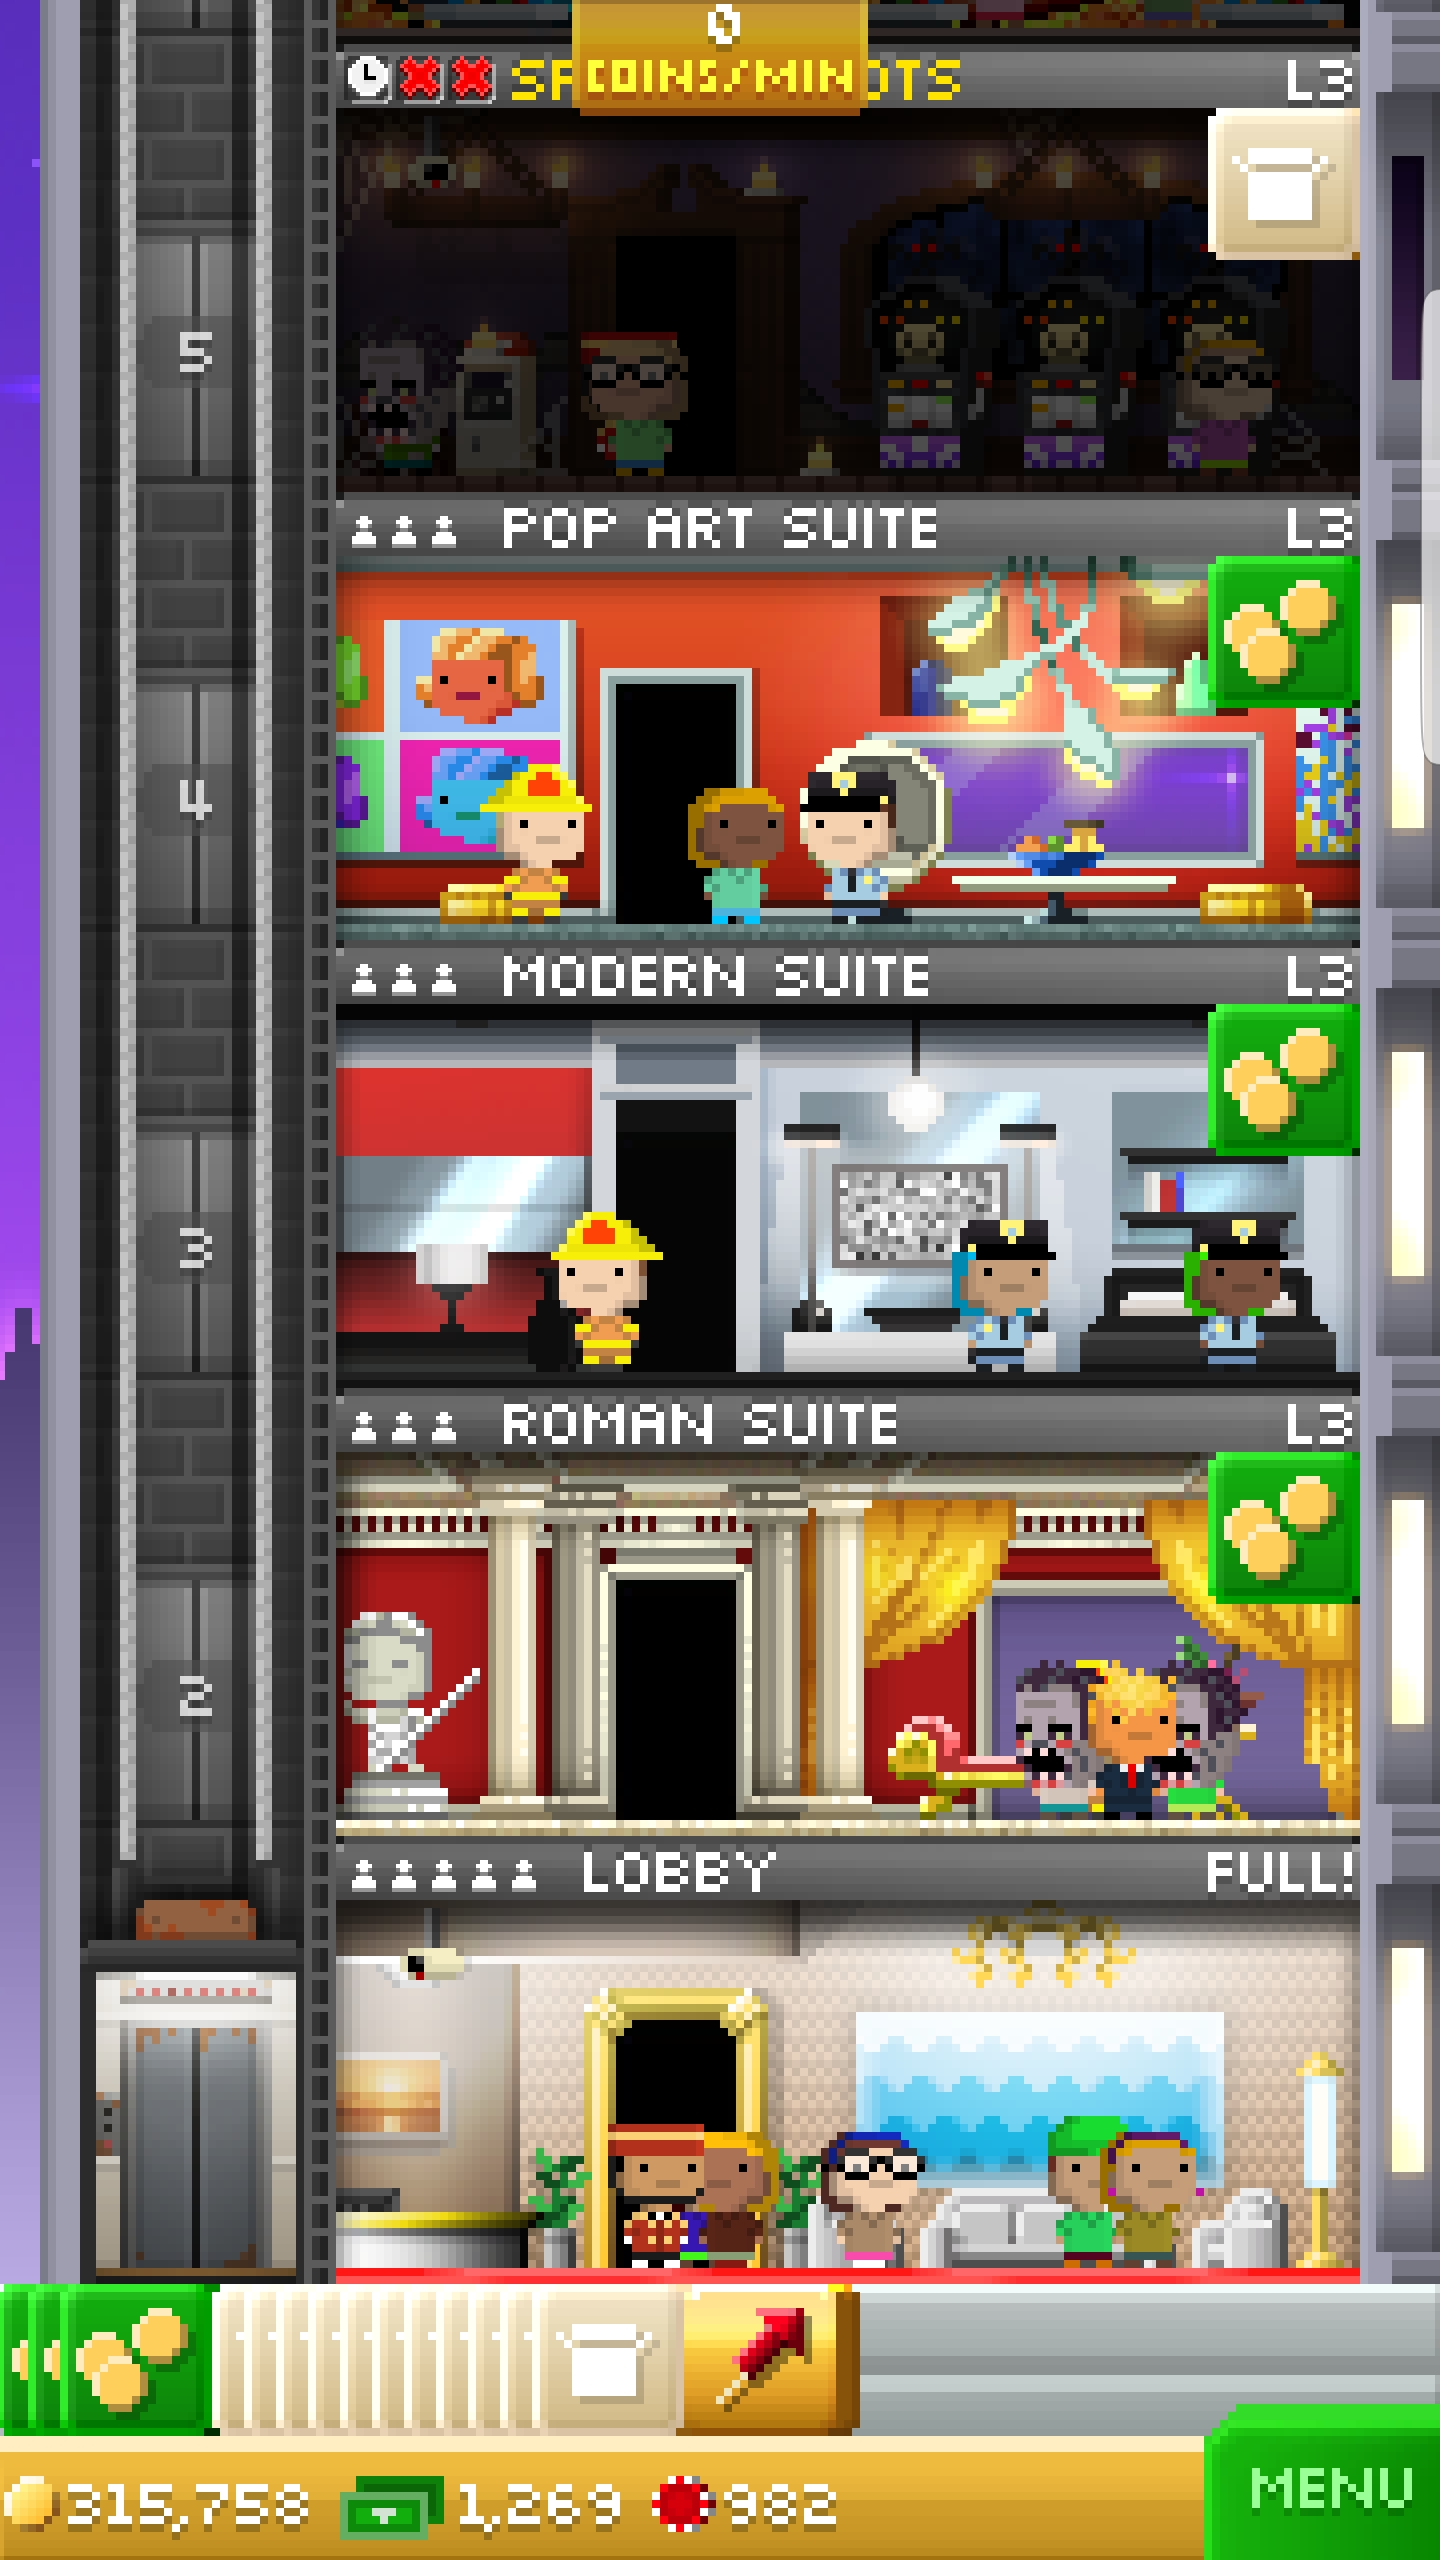 0
COINS/MIN
L3
5
POP ART SUITE L3
4
MODERN SUITE L3
3
ROMAN SUITE L3
2
LOBBY FULL!
315,758 1,269 982
MENU